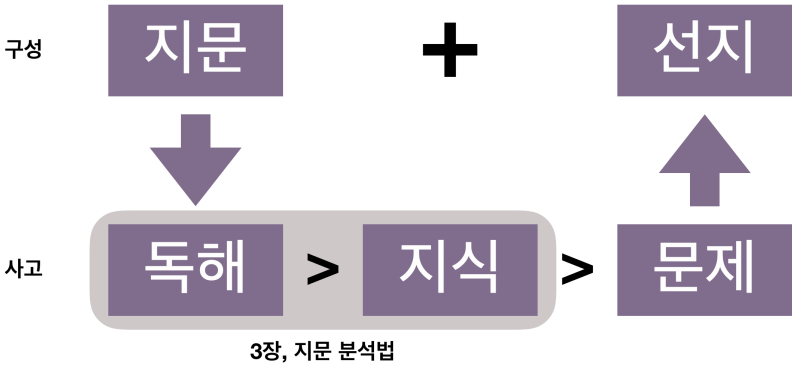 구성 지문 + 선지
사고 독해 > 지식 > 문제
3장, 지문 분석법